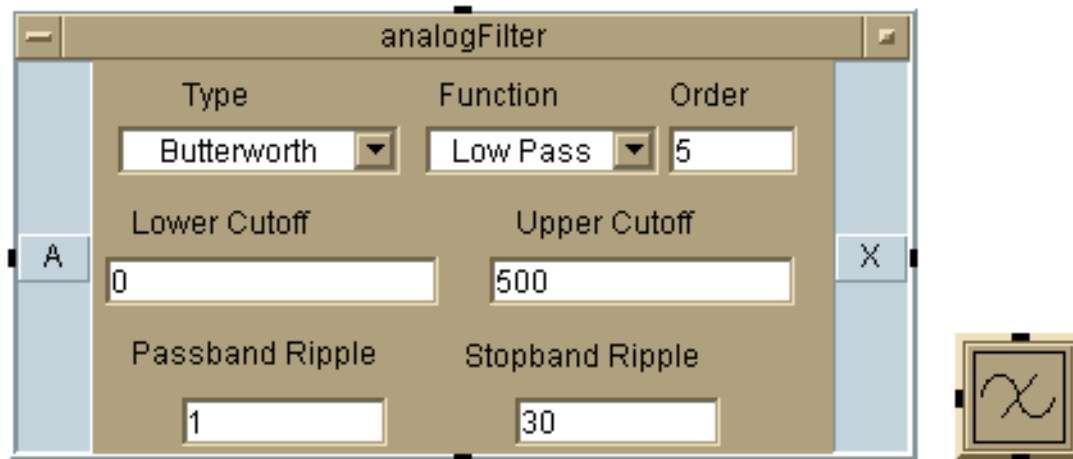 analogFilter
Type Function Order
Butterworth Low Pass 5
Lower Cutoff Upper Cutoff
A X
0 500
Passband Ripple Stopband Ripple
1 30